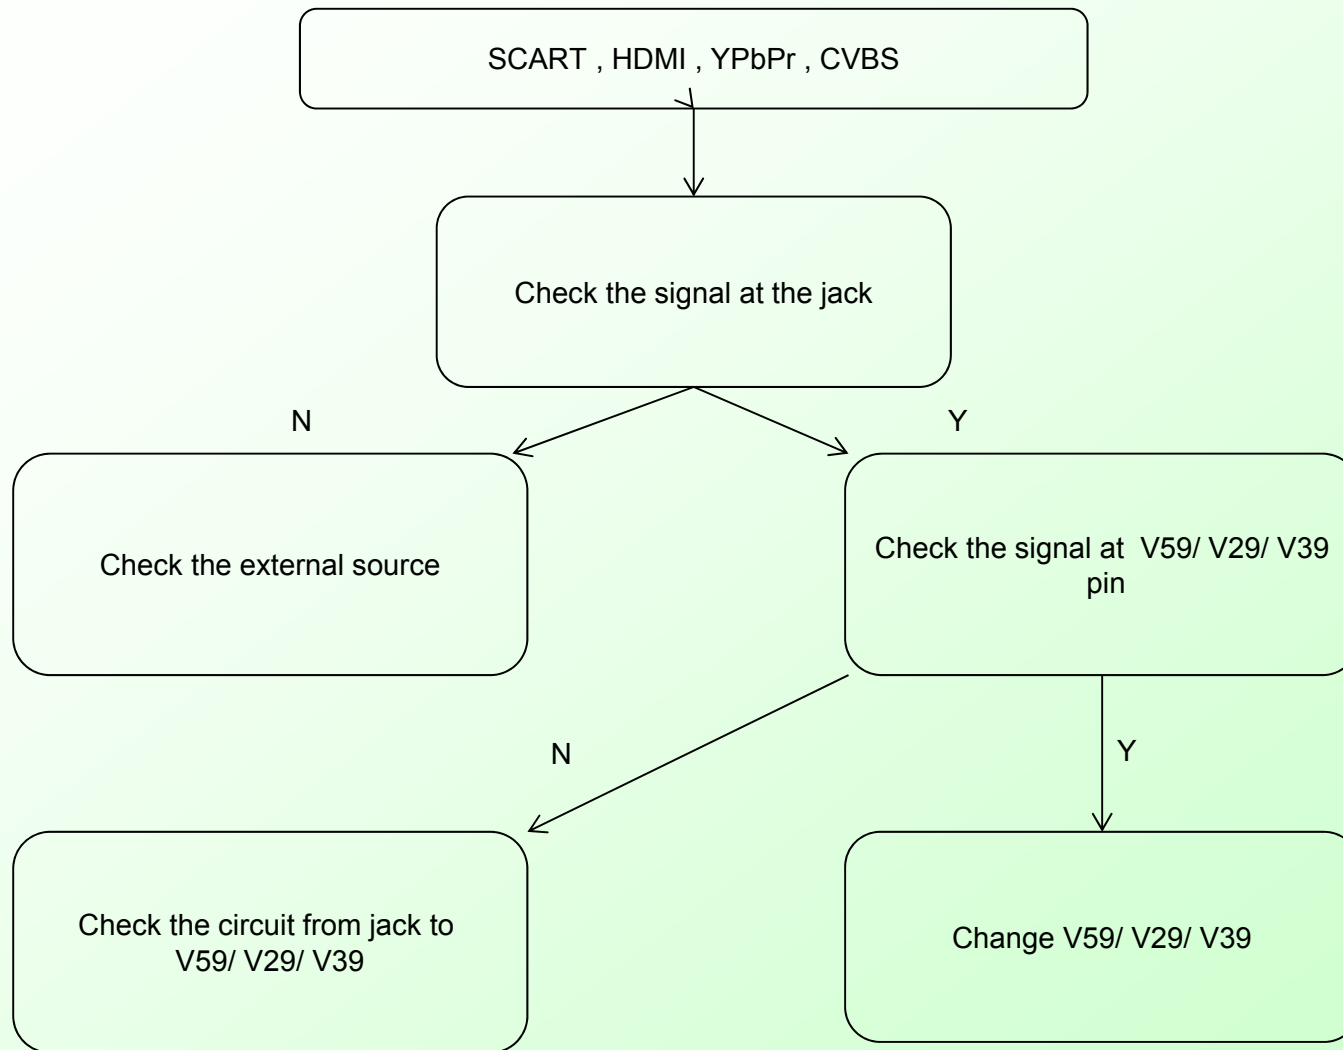 SCART , HDMI , YPbPr , CVBS
Check the signal at the jack
N
Y
Check the external source
Check the signal at  V59/ V29/ V39
pin
N
Y
Check the circuit from jack to
V59/ V29/ V39
Change V59/ V29/ V39